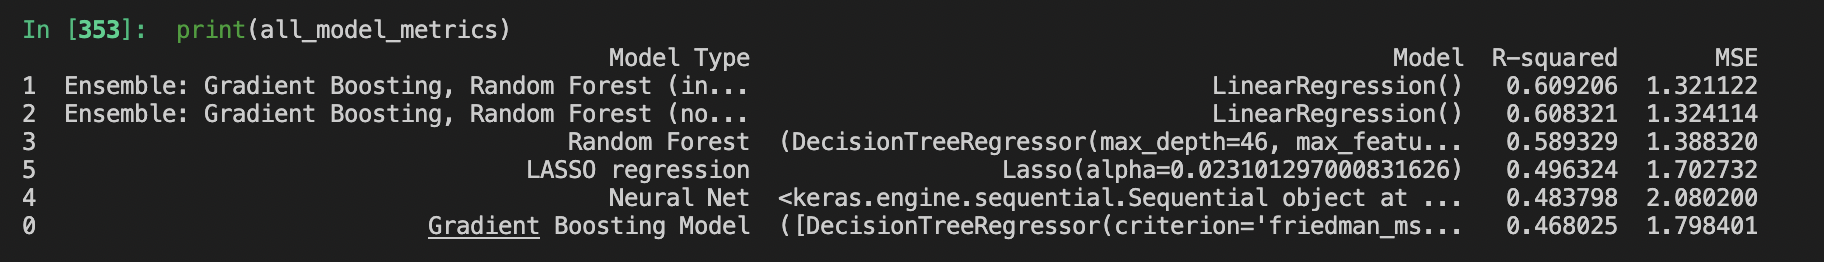 In [353]: print(all_model_metrics)
Model Type Model R-squared MSE
1 Ensemble: Gradient Boosting, Random Forest (in... LinearRegression() 0.609206 1.321122
2 Ensemble: Gradient Boosting, Random Forest (no... LinearRegression() 0.608321 1.324114
3 Random Forest (DecisionTreeRegressor(max_depth=46, max_featu... 0.589329 1.388320
5 LASSO regression Lasso(alpha=0.023101297000831626) 0.496324 1.702732
4 Neural Net <keras.engine.sequential.Sequential object at ... 0.483798 2.080200
0 Gradient Boosting Model ([DecisionTreeRegressor(criterion='friedman_ms... 0.468025 1.798401